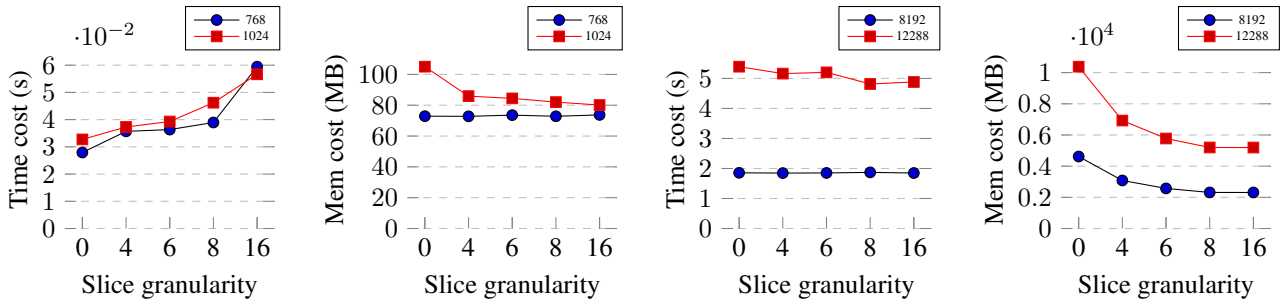 ·10⁻²
768
1024
6
5
4
3
2
1
0
Time cost (s)
0 4 6 8 16
Slice granularity
768
1024
100
80
60
40
20
0
Mem cost (MB)
0 4 6 8 16
Slice granularity
8192
12288
5
4
3
2
1
0
Time cost (s)
0 4 6 8 16
Slice granularity
·10⁴
8192
12288
1
0.8
0.6
0.4
0.2
0
Mem cost (MB)
0 4 6 8 16
Slice granularity